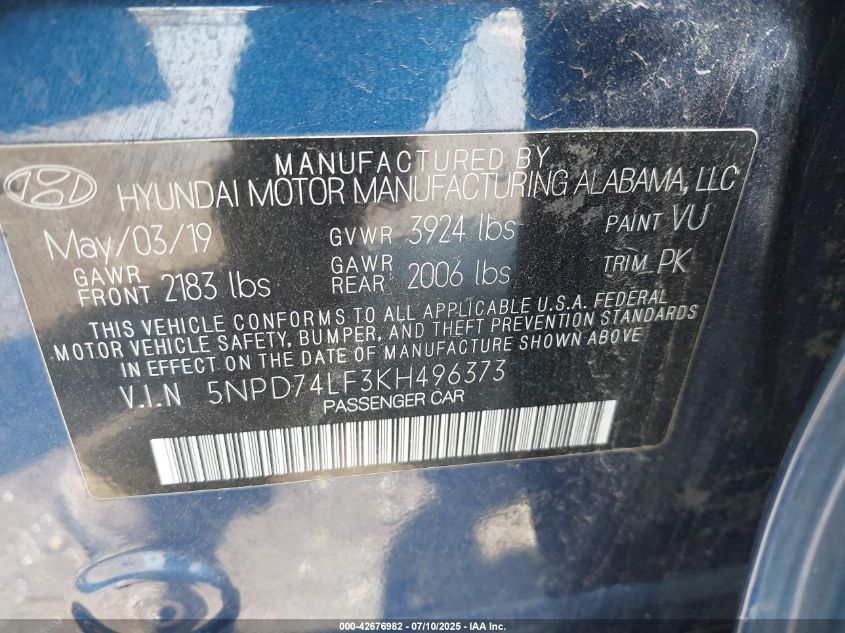 MANUFACTURED BY
HYUNDAI MOTOR MANUFACTURING ALABAMA, LLC
May/03/19 GVWR 3924 lbs PAINT VU
GAWR FRONT 2183 lbs GAWR REAR 2006 lbs TRIM PK
THIS VEHICLE CONFORMS TO ALL APPLICABLE U.S.A. FEDERAL
MOTOR VEHICLE SAFETY, BUMPER, AND THEFT PREVENTION STANDARDS
IN EFFECT ON THE DATE OF MANUFACTURE SHOWN ABOVE
V.I.N 5NPD74LF3KH496373
PASSENGER CAR
000-42676982 / 07/10/2025 - IAA Inc.